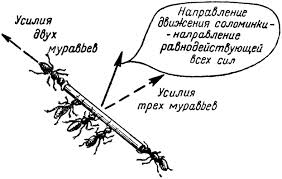 Усилия
двух
муравьев
Направление
движения соломинки-
-направление
равнодействующей
всех сил
Усилия
трех муравьев